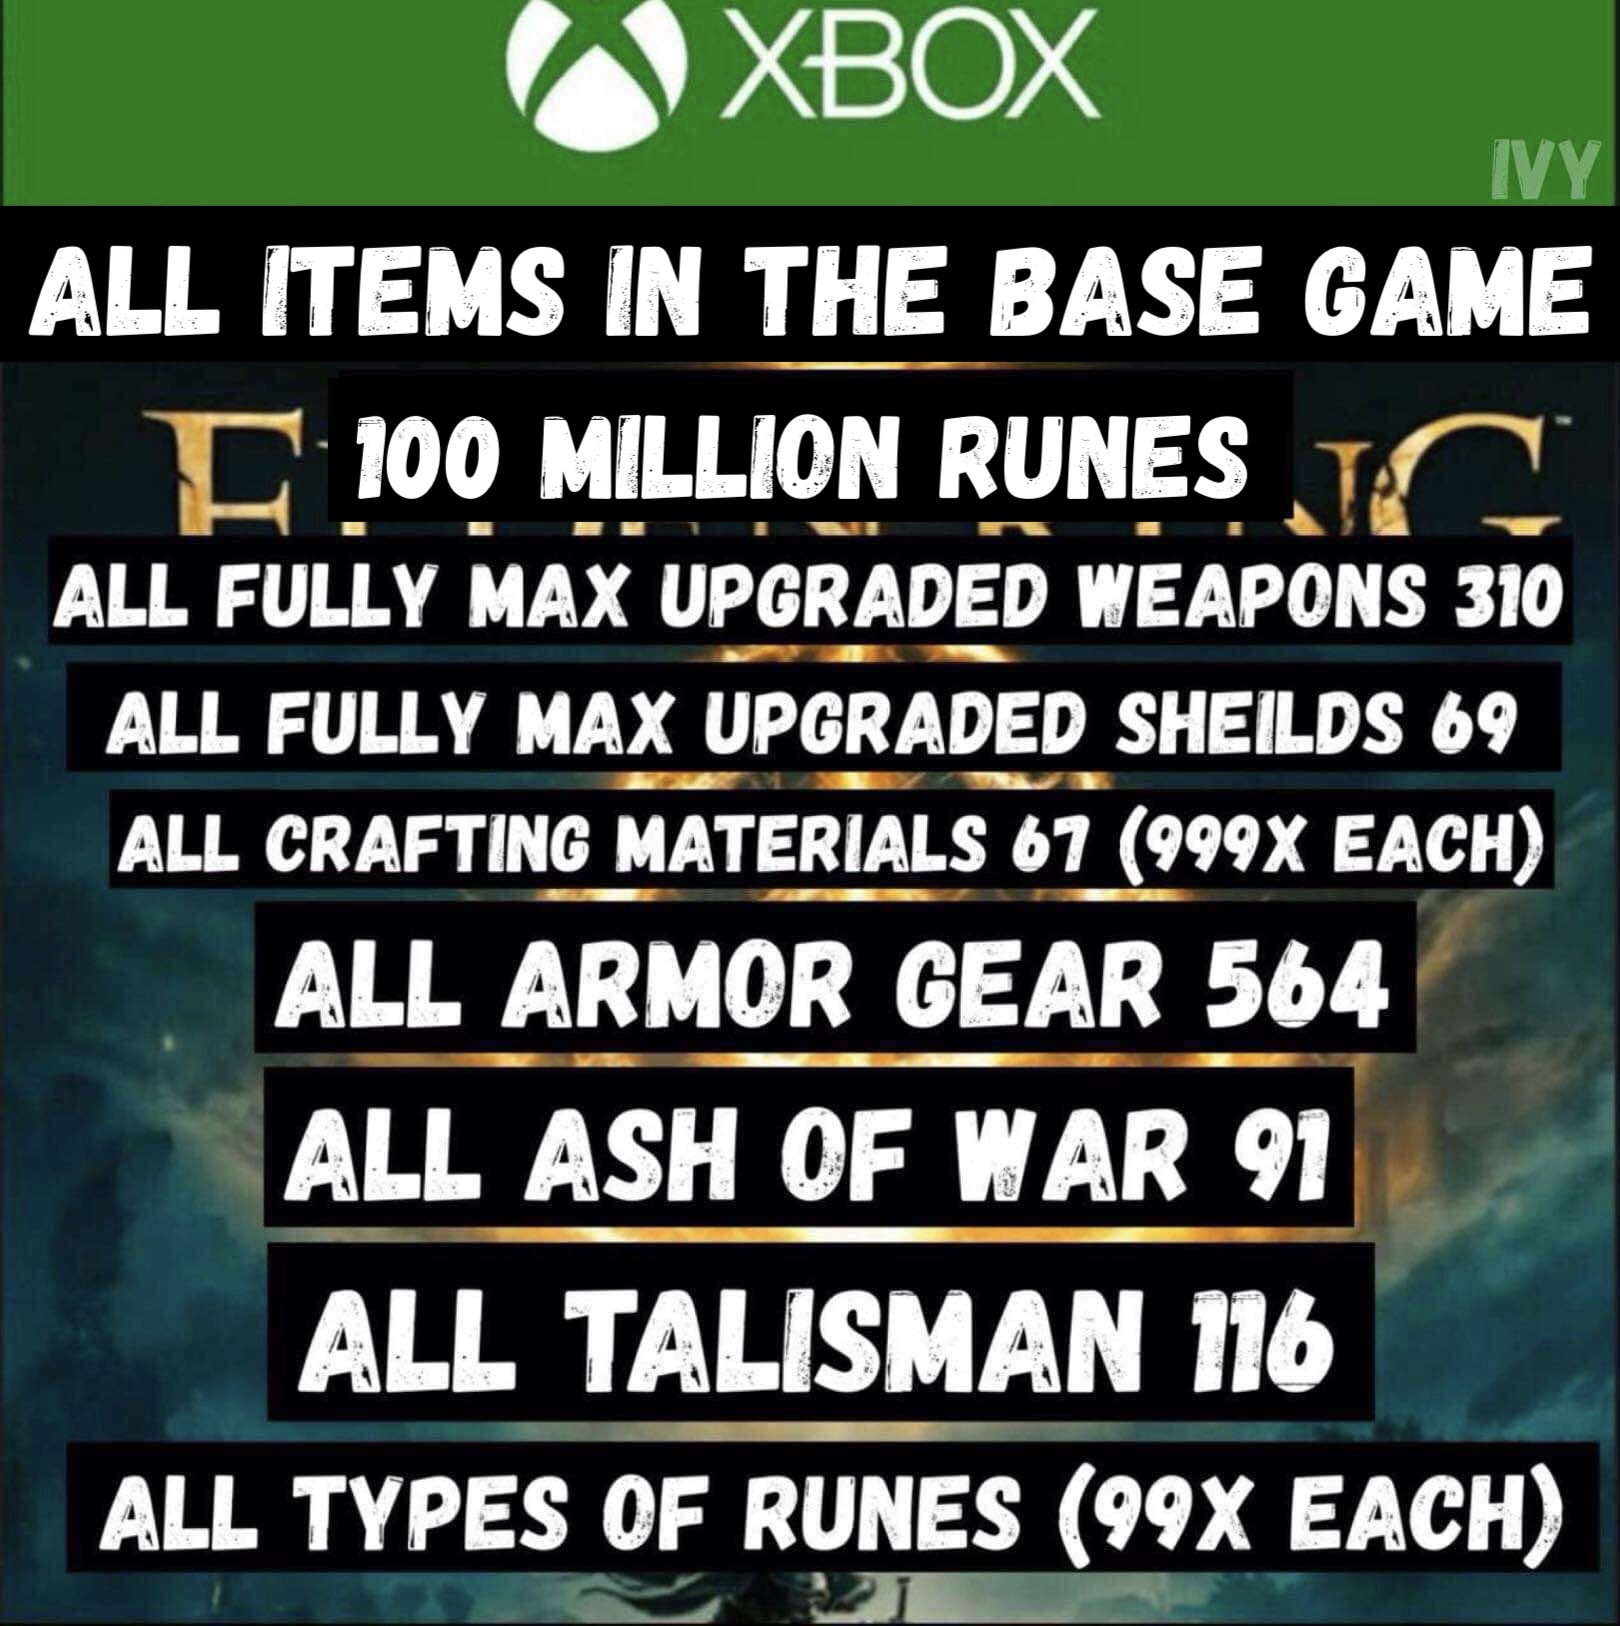 XBOX
IVY
ALL ITEMS IN THE BASE GAME
ELDEN RING
100 MILLION RUNES
ALL FULLY MAX UPGRADED WEAPONS 310
ALL FULLY MAX UPGRADED SHEILDS 69
ALL CRAFTING MATERIALS 67 (999X EACH)
ALL ARMOR GEAR 564
ALL ASH OF WAR 91
ALL TALISMAN 116
ALL TYPES OF RUNES (99X EACH)